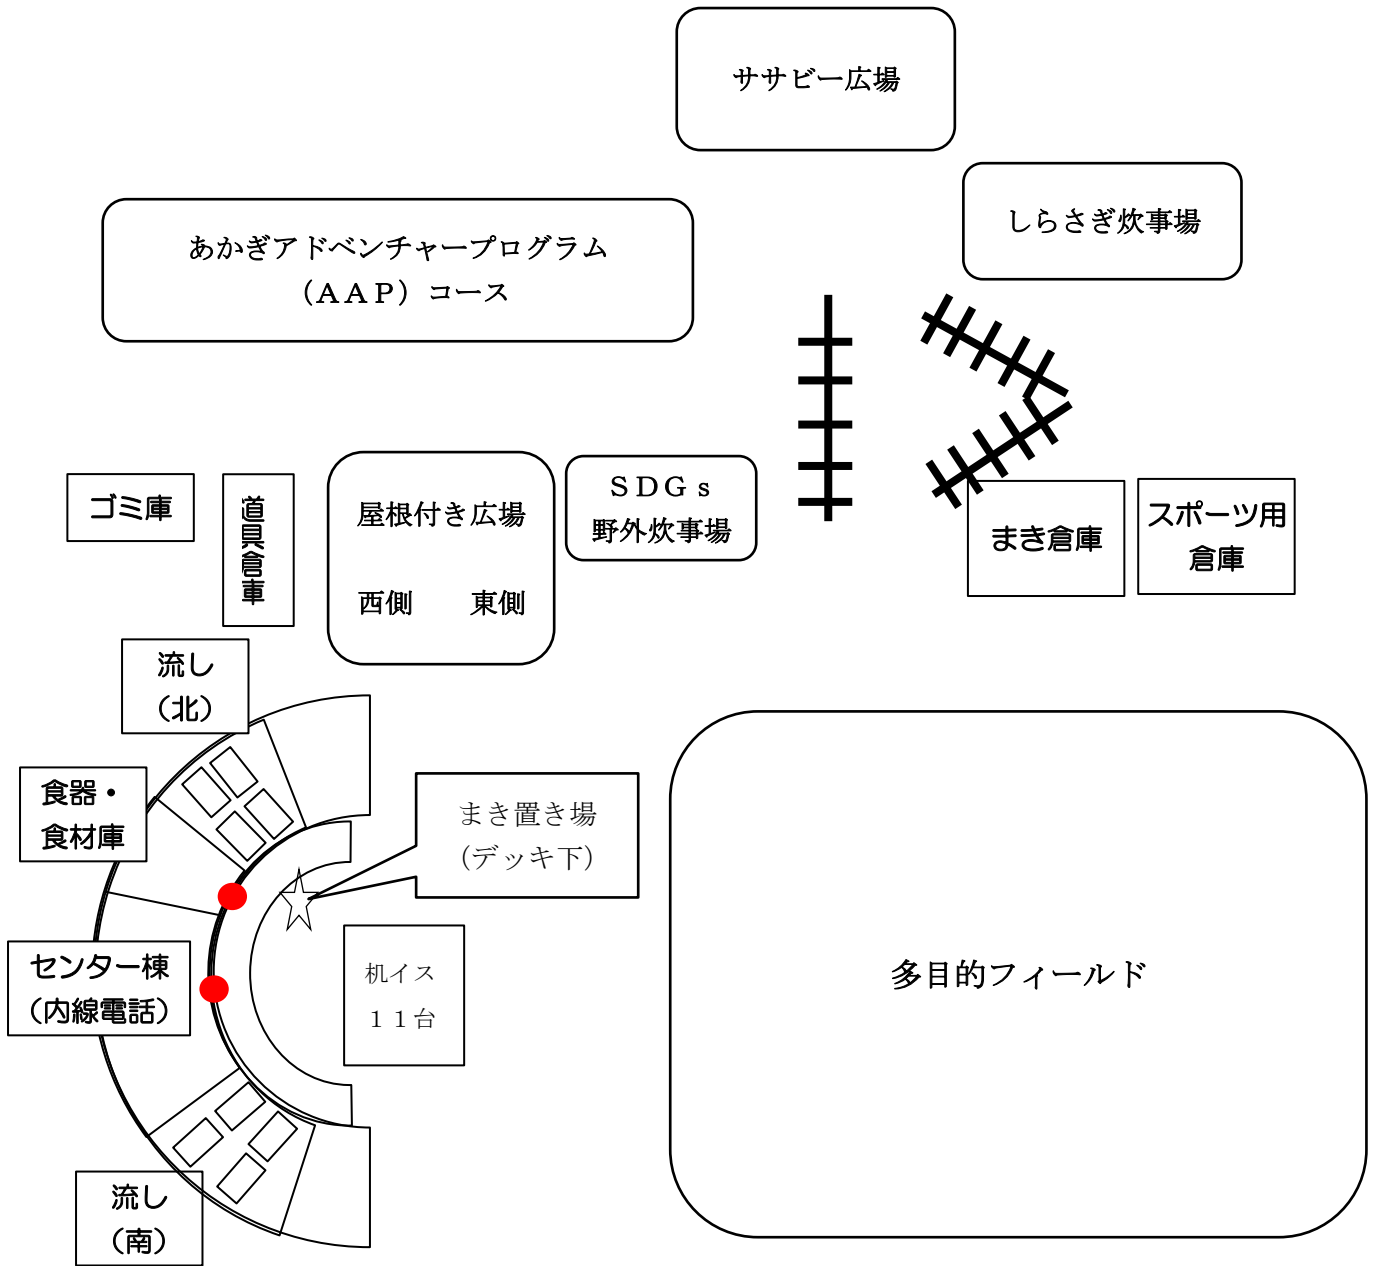 ササビー広場
しらさぎ炊事場
あかぎアドベンチャープログラム
（ＡＡＰ）コース
ゴミ庫
道具倉庫
屋根付き広場
西側　　東側
ＳＤＧｓ
野外炊事場
まき倉庫
スポーツ用
倉庫
流し
（北）
食器・
食材庫
まき置き場
（デッキ下）
センター棟
（内線電話）
机イス
１１台
多目的フィールド
流し
（南）